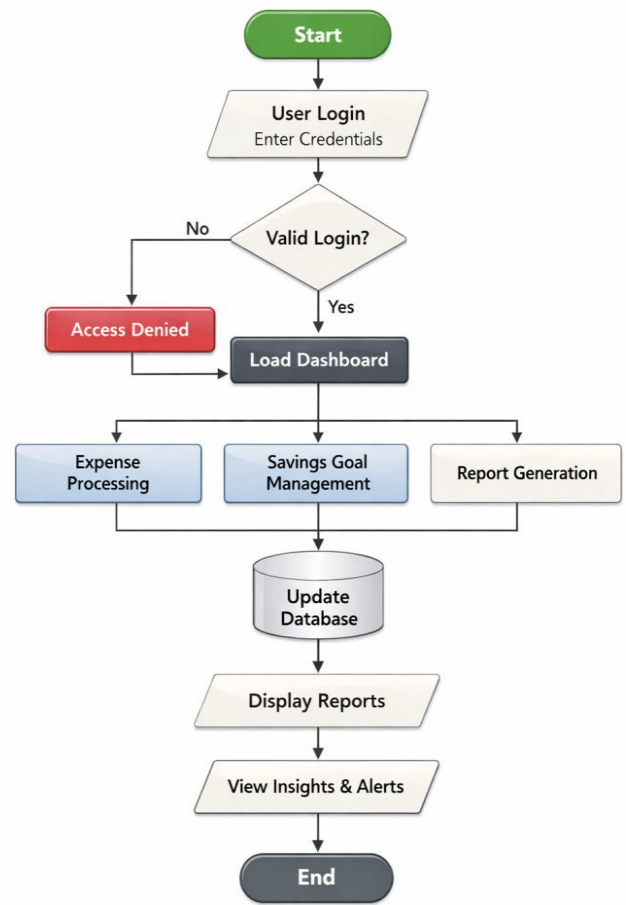 Start
User Login
Enter Credentials
Valid Login?
No
Yes
Access Denied
Load Dashboard
Expense
Processing
Savings Goal
Management
Report Generation
Update
Database
Display Reports
View Insights & Alerts
End